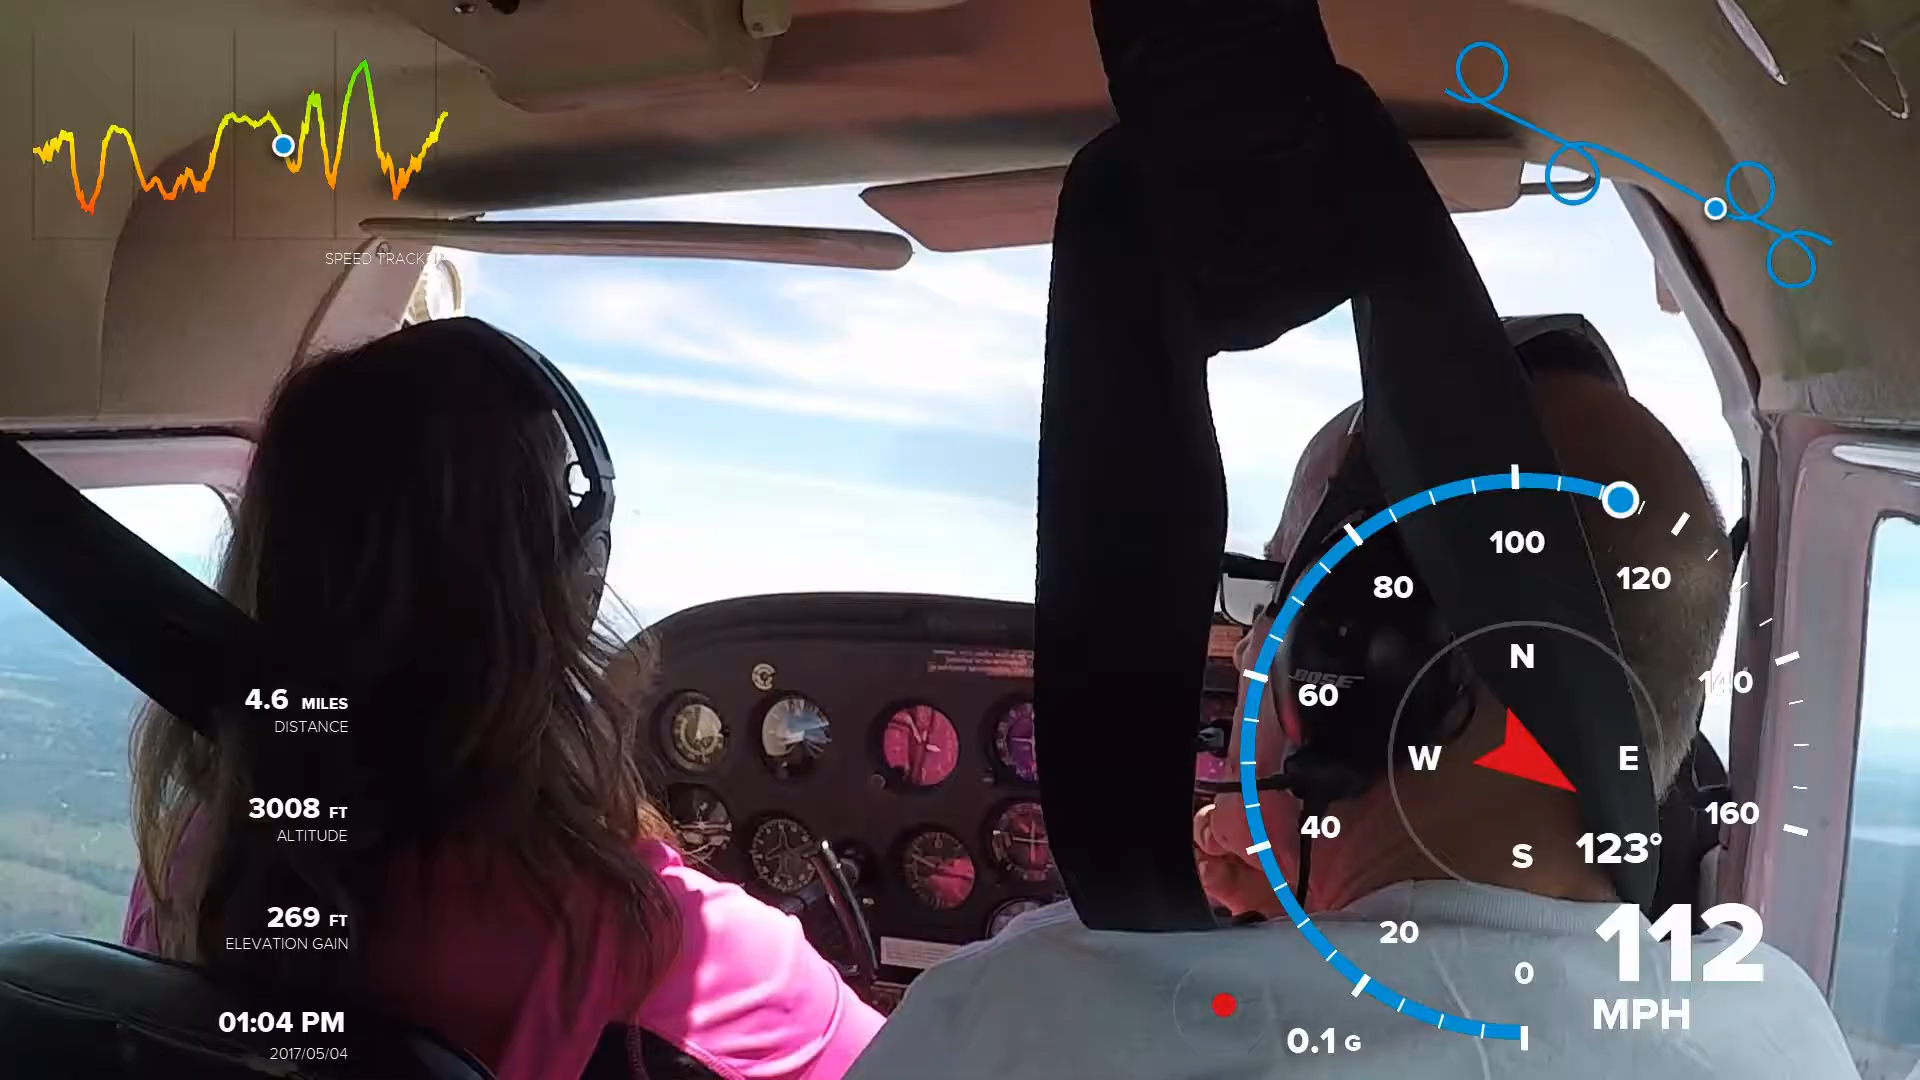 SPEED TRACK
4.6 MILES
DISTANCE
3008 FT
ALTITUDE
269 FT
ELEVATION GAIN
01:04 PM
2017/05/04
BOSE
100
80
120
60
140
40
160
20
0
N
W
E
S
123°
112
MPH
0.1 G